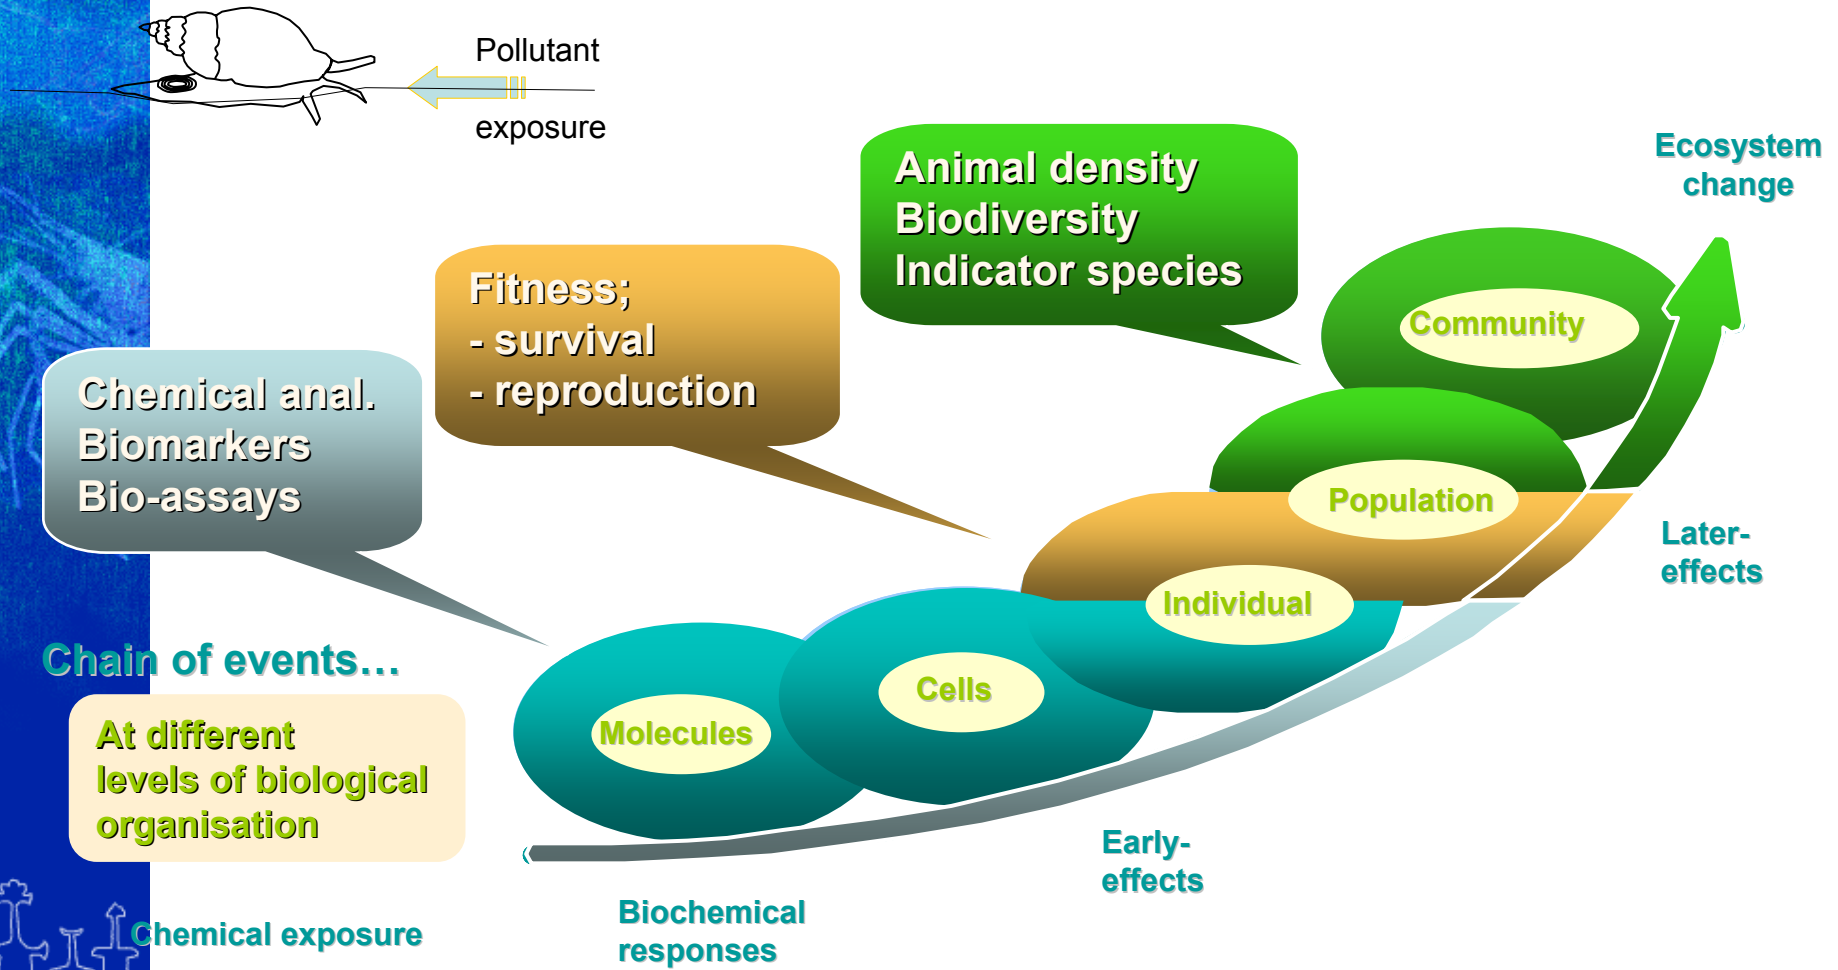 Pollutant
exposure
Animal density
Biodiversity
Indicator species
Ecosystem
change
Fitness;
- survival
- reproduction
Community
Chemical anal.
Biomarkers
Bio-assays
Population
Later-
effects
Individual
Chain of events…
Cells
Molecules
At different
levels of biological
organisation
Early-
effects
Chemical exposure
Biochemical
responses